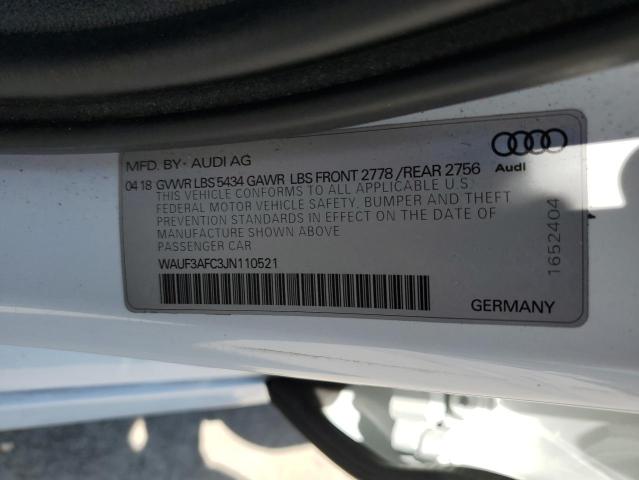 MFD. BY- AUDI AG
Audi
04 18 GVWR LBS 5434 GAWR LBS FRONT 2778 /REAR 2756
THIS VEHICLE CONFORMS TO ALL APPLICABLE U.S.
FEDERAL MOTOR VEHICLE SAFETY, BUMPER AND THEFT
PREVENTION STANDARDS IN EFFECT ON THE DATE OF
MANUFACTURE SHOWN ABOVE
PASSENGER CAR
WAUF3AFC3JN110521
1652404
GERMANY